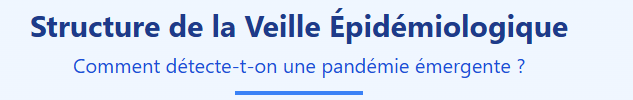 Structure de la Veille Épidémiologique
Comment détecte-t-on une pandémie émergente ?